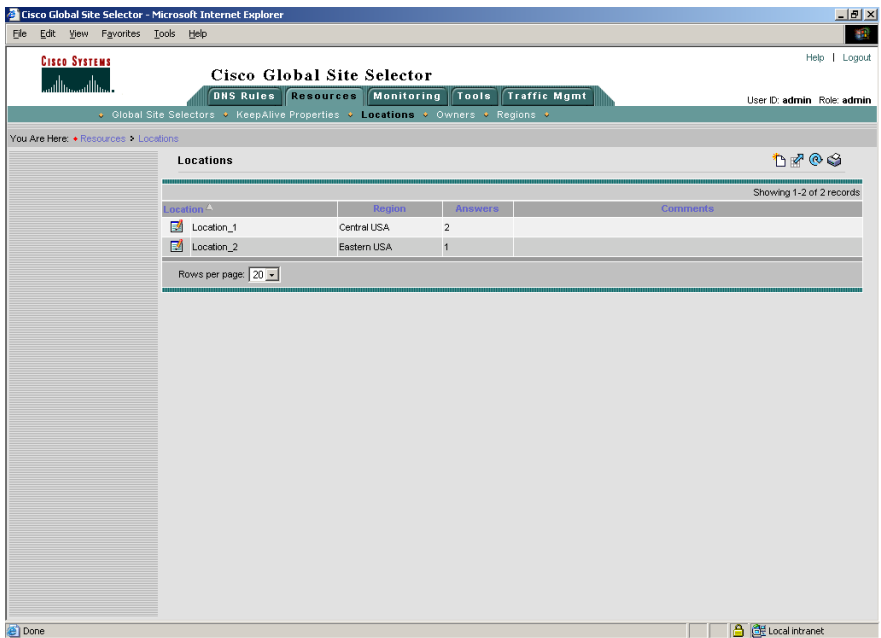 Cisco Global Site Selector - Microsoft Internet Explorer
File Edit View Favorites Tools Help
CISCO SYSTEMS
Help | Logout
Cisco Global Site Selector
DNS Rules Resources Monitoring Tools Traffic Mgmt
User ID: admin Role: admin
Global Site Selectors KeepAlive Properties Locations Owners Regions
You Are Here: Resources > Locations
Locations
Showing 1-2 of 2 records
Location Region Answers Comments
Location_1 Central USA 2
Location_2 Eastern USA 1
Rows per page: 20
Done Local intranet